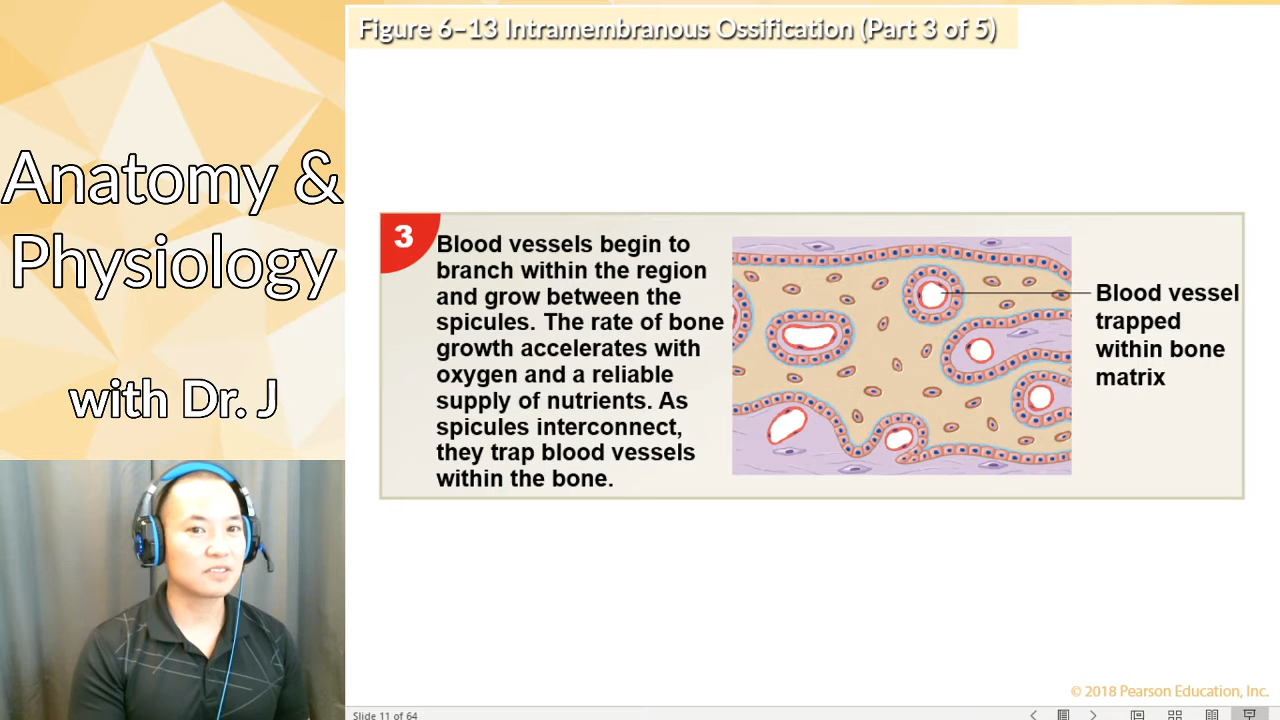 Figure 6–13 Intramembranous Ossification (Part 3 of 5)
Anatomy &
Physiology
with Dr. J
3
Blood vessels begin to
branch within the region
and grow between the
spicules. The rate of bone
growth accelerates with
oxygen and a reliable
supply of nutrients. As
spicules interconnect,
they trap blood vessels
within the bone.
Blood vessel
trapped
within bone
matrix
© 2018 Pearson Education, Inc.
Slide 11 of 64